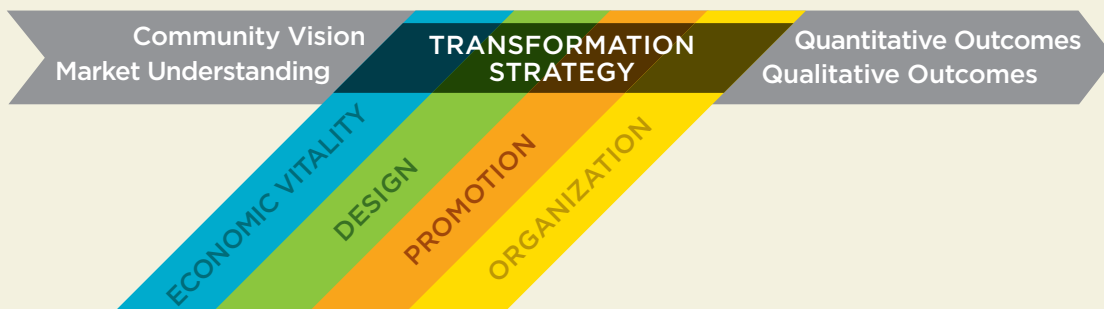 Community Vision
Market Understanding
TRANSFORMATION
STRATEGY
Quantitative Outcomes
Qualitative Outcomes
ECONOMIC VITALITY
DESIGN
PROMOTION
ORGANIZATION